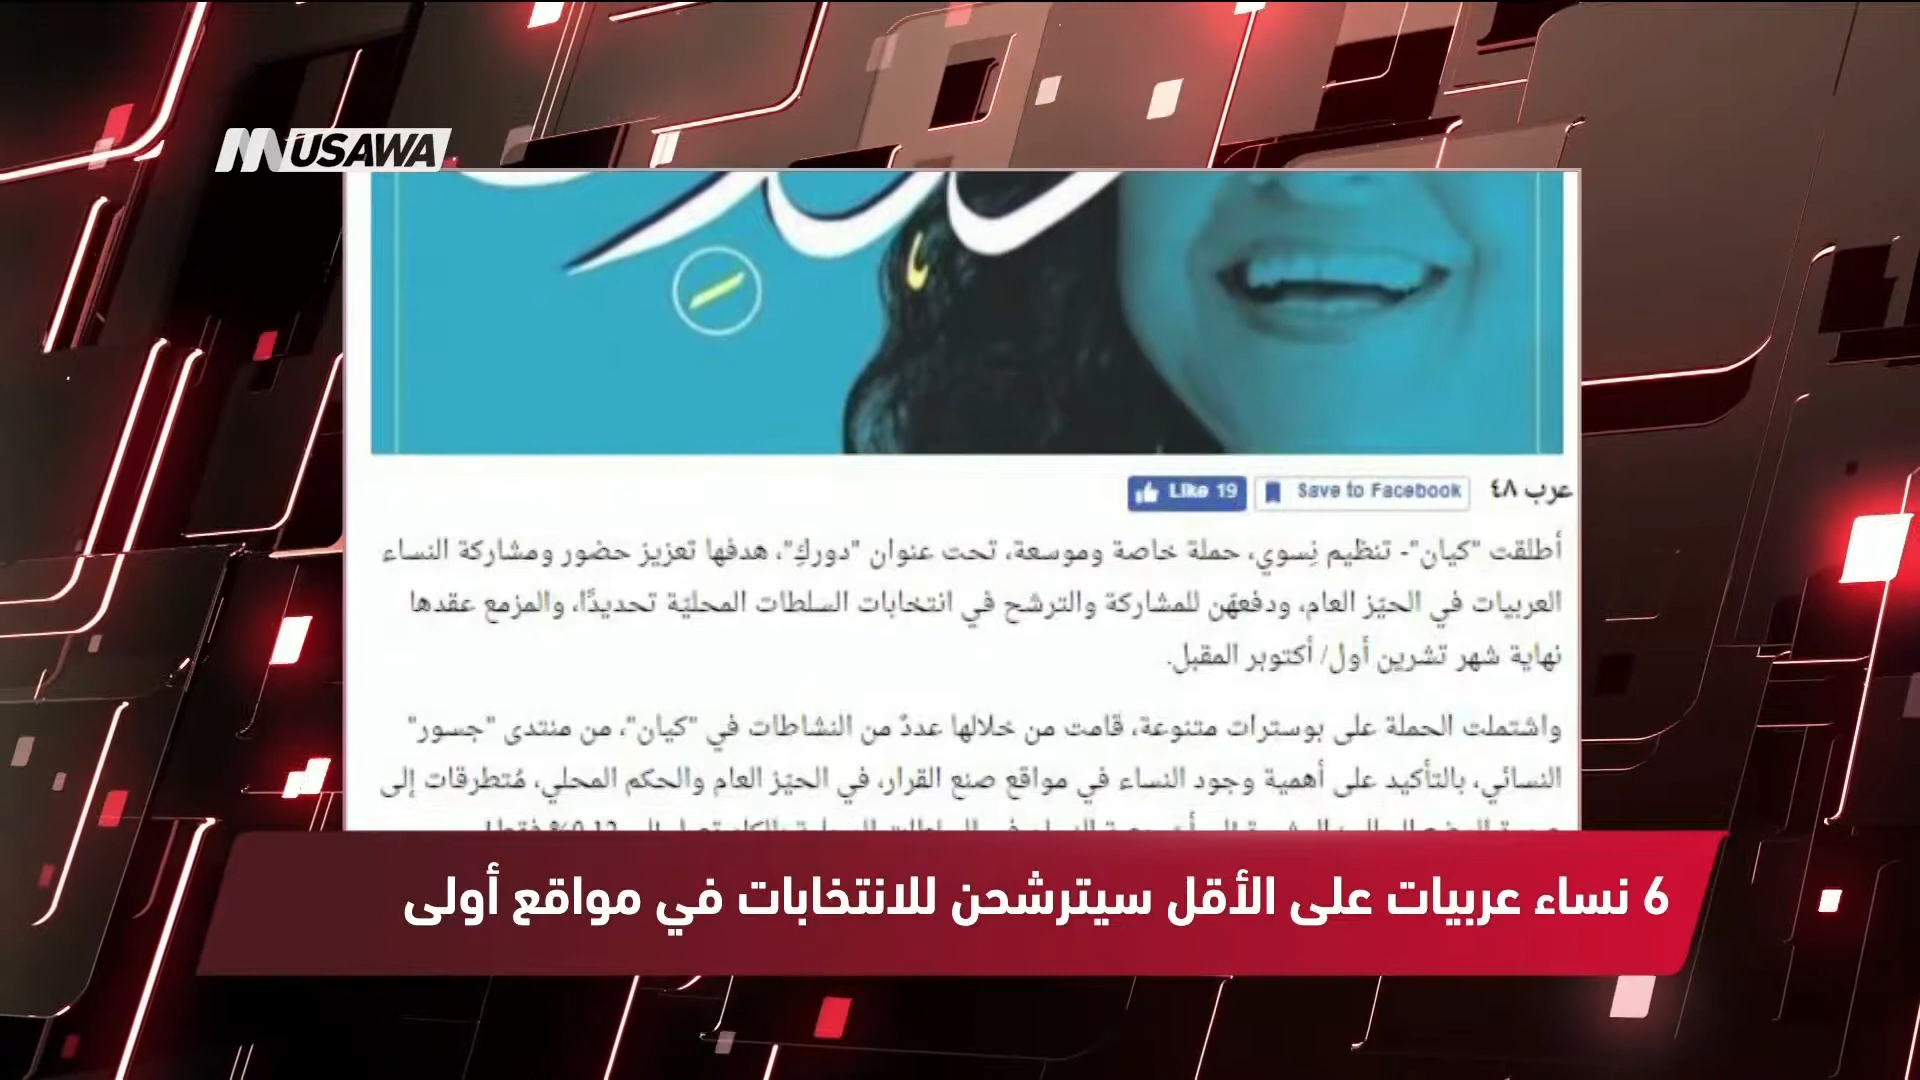 MUSAWA
عرب ٤٨
Save to Facebook
Like 19
أطلقت "كيان"- تنظيم نِسوي، حملة خاصة وموسعة، تحت عنوان "دوركِ"، هدفها تعزيز حضور ومشاركة النساء
العربيات في الحيّز العام، ودفعهّن للمشاركة والترشح في انتخابات السلطات المحليّة تحديدًا، والمزمع عقدها
نهاية شهر تشرين أول/ أكتوبر المقبل.
واشتملت الحملة على بوسترات متنوعة، قامت من خلالها عددٌ من النشاطات في "كيان"، من منتدى "جسور"
النسائي، بالتأكيد على أهمية وجود النساء في مواقع صنع القرار، في الحيّز العام والحكم المحلي، مُتطرقات إلى
6 نساء عربيات على الأقل سيترشحن للانتخابات في مواقع أولى